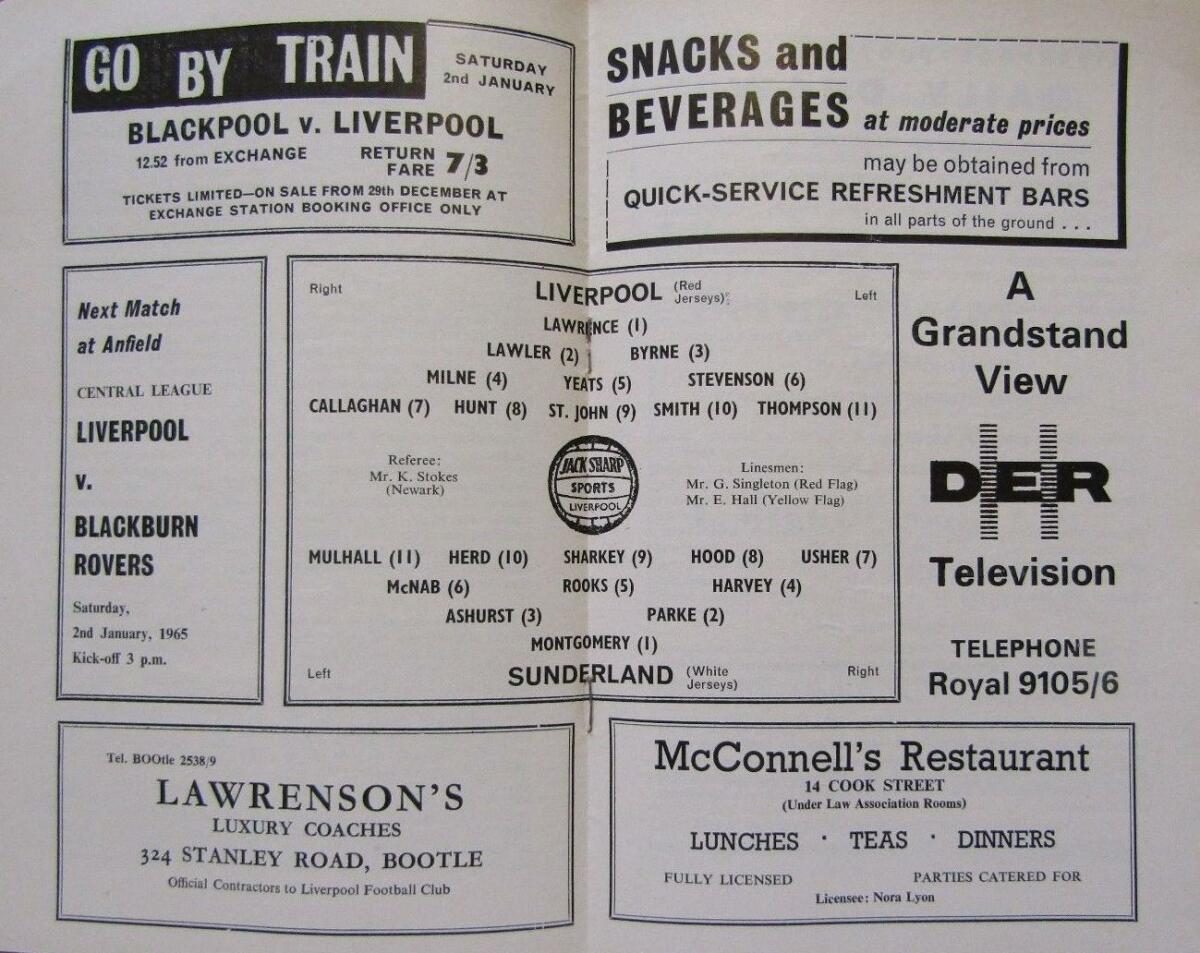 GO BY TRAIN
SATURDAY
2nd JANUARY
BLACKPOOL v. LIVERPOOL
12.52 from EXCHANGE
RETURN
FARE 7/3
TICKETS LIMITED—ON SALE FROM 29th DECEMBER AT
EXCHANGE STATION BOOKING OFFICE ONLY
SNACKS and
BEVERAGES at moderate prices
may be obtained from
QUICK-SERVICE REFRESHMENT BARS
in all parts of the ground . . .
Next Match
at Anfield
CENTRAL LEAGUE
LIVERPOOL
v.
BLACKBURN
ROVERS
Saturday,
2nd January, 1965
Kick-off 3 p.m.
Right LIVERPOOL (Red Jerseys) Left
LAWRENCE (1)
LAWLER (2) BYRNE (3)
MILNE (4) YEATS (5) STEVENSON (6)
CALLAGHAN (7) HUNT (8) ST. JOHN (9) SMITH (10) THOMPSON (11)
Referee:
Mr. K. Stokes
(Newark)
JACK SHARP
SPORTS
LIVERPOOL
Linesmen:
Mr. G. Singleton (Red Flag)
Mr. E. Hall (Yellow Flag)
MULHALL (11) HERD (10) SHARKEY (9) HOOD (8) USHER (7)
McNAB (6) ROOKS (5) HARVEY (4)
ASHURST (3) PARKE (2)
MONTGOMERY (1)
Left SUNDERLAND (White Jerseys) Right
A
Grandstand
View
DER
Television
TELEPHONE
Royal 9105/6
Tel. BOOtle 2538/9
LAWRENSON'S
LUXURY COACHES
324 STANLEY ROAD, BOOTLE
Official Contractors to Liverpool Football Club
McConnell's Restaurant
14 COOK STREET
(Under Law Association Rooms)
LUNCHES · TEAS · DINNERS
FULLY LICENSED PARTIES CATERED FOR
Licensee: Nora Lyon